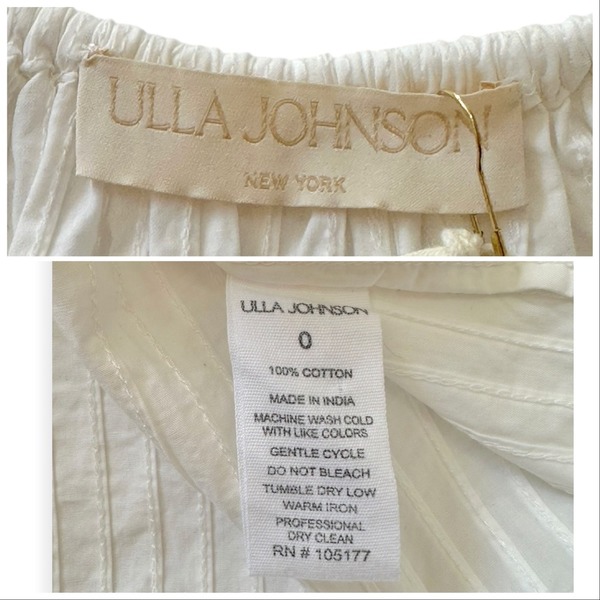 ULLA JOHNSON
NEW YORK
ULLA JOHNSON
0
100% COTTON
MADE IN INDIA
MACHINE WASH COLD
WITH LIKE COLORS
GENTLE CYCLE
DO NOT BLEACH
TUMBLE DRY LOW
WARM IRON
PROFESSIONAL
DRY CLEAN
RN # 105177